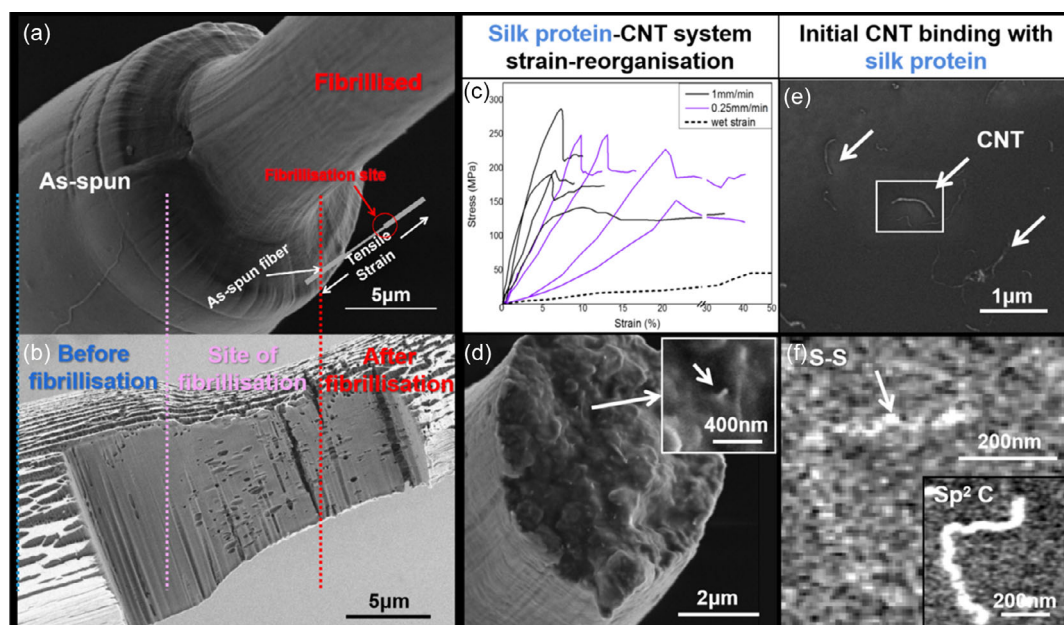 (a)
As-spun
Fibrillised
Fibrillisation site
As-spun fiber
Tensile
Strain
5µm
(b)
Before
fibrillisation
Site of
fibrillisation
After
fibrillisation
5µm
Silk protein-CNT system
strain-reorganisation
(c)
1mm/min
0.25mm/min
wet strain
Stress (MPa)
300
250
200
150
100
50
0 5 10 15 20 25 30 35 40 50
Strain (%)
(d)
400nm
2µm
Initial CNT binding with
silk protein
(e)
CNT
1µm
(f)
S-S
200nm
Sp² C
200nm